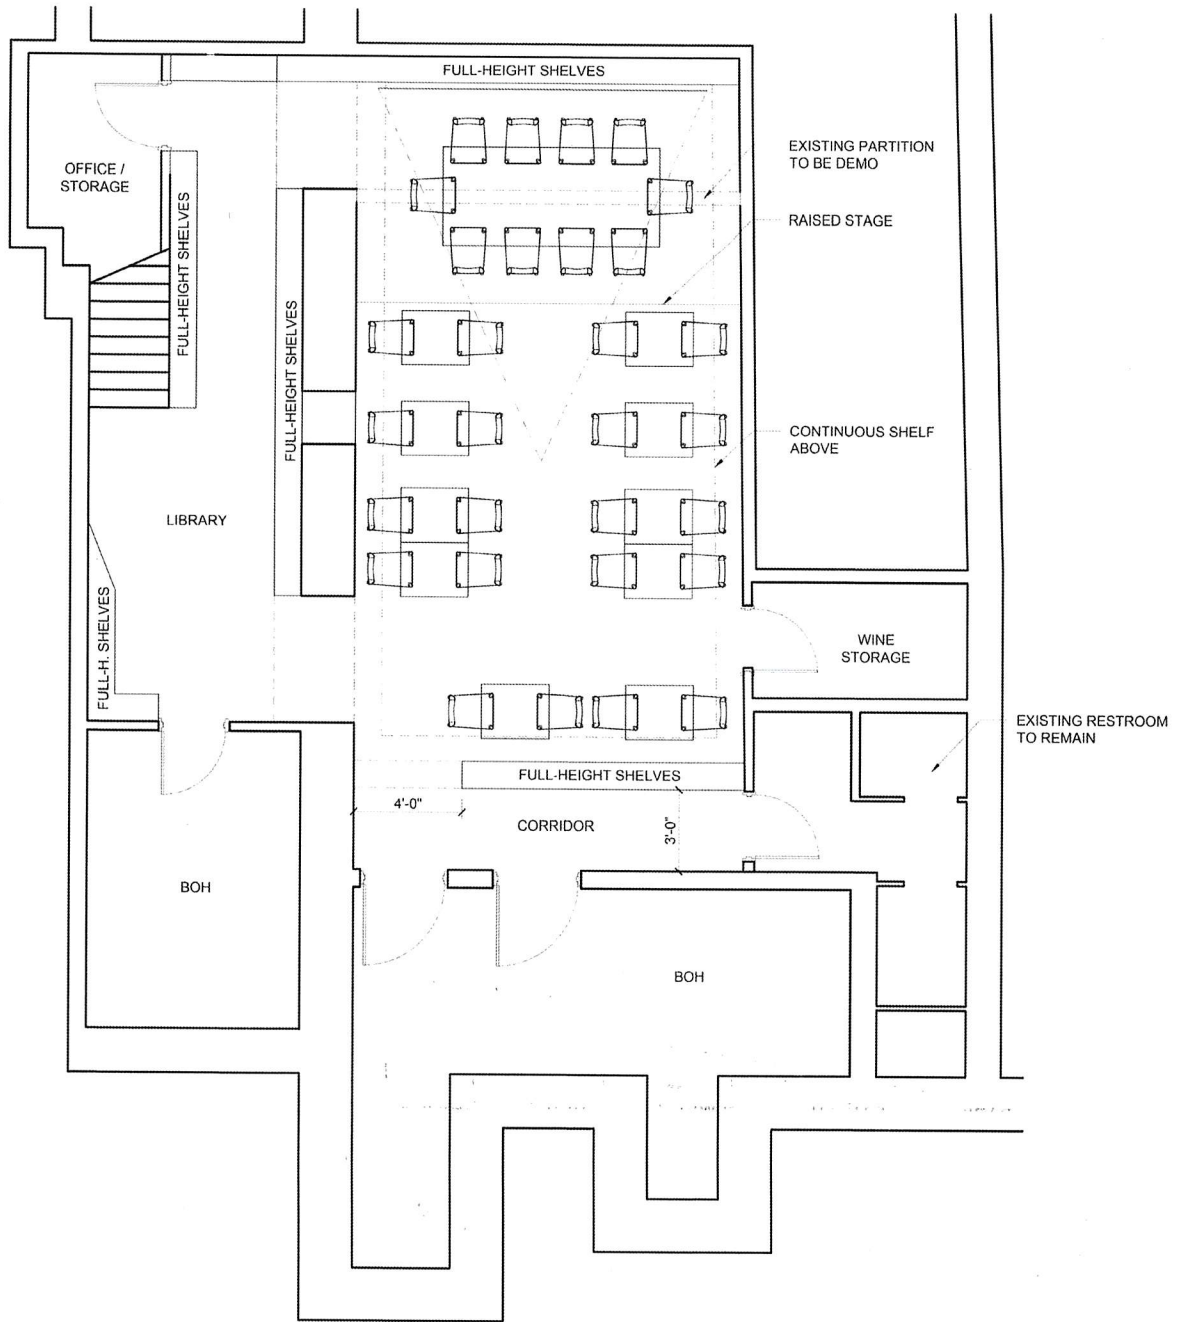 FULL-HEIGHT SHELVES
EXISTING PARTITION
TO BE DEMO
OFFICE /
STORAGE
FULL-HEIGHT SHELVES
RAISED STAGE
FULL-HEIGHT SHELVES
CONTINUOUS SHELF
ABOVE
LIBRARY
FULL-H. SHELVES
WINE
STORAGE
EXISTING RESTROOM
TO REMAIN
FULL-HEIGHT SHELVES
4'-0"
CORRIDOR
3'-0"
BOH
BOH